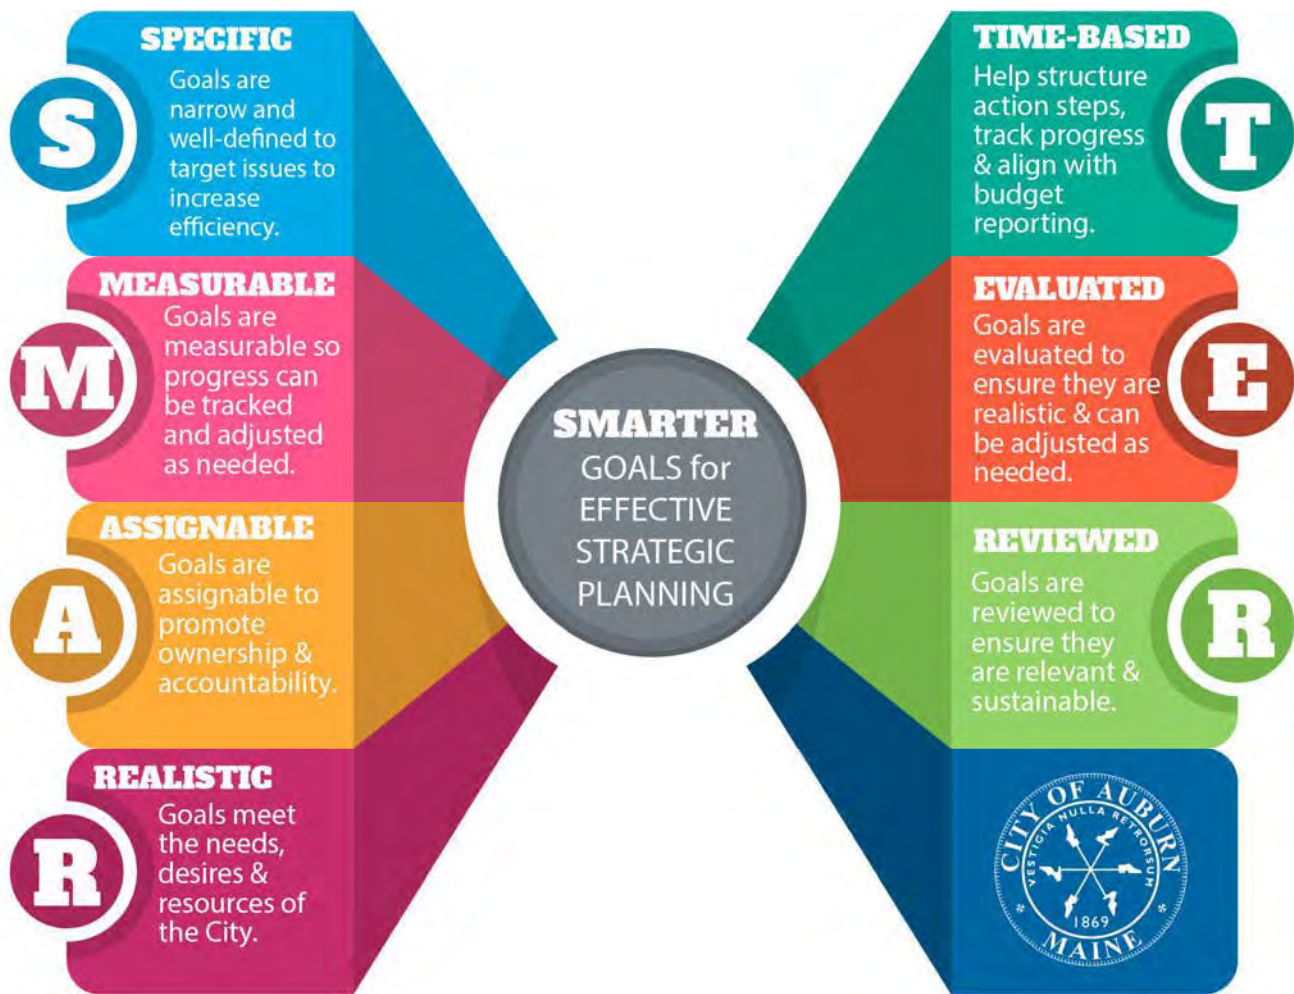 SPECIFIC
Goals are
narrow and
well-defined to
target issues to
increase
efficiency.
S
MEASURABLE
Goals are
measurable so
progress can
be tracked
and adjusted
as needed.
M
ASSIGNABLE
Goals are
assignable to
promote
ownership &
accountability.
A
REALISTIC
Goals meet
the needs,
desires &
resources of
the City.
R
SMARTER
GOALS for
EFFECTIVE
STRATEGIC
PLANNING
TIME-BASED
Help structure
action steps,
track progress
& align with
budget
reporting.
T
EVALUATED
Goals are
evaluated to
ensure they are
realistic & can
be adjusted as
needed.
E
REVIEWED
Goals are
reviewed to
ensure they
are relevant &
sustainable.
R
CITY OF AUBURN
VESTIGIA NULLA RETRORSUM
1869
MAINE